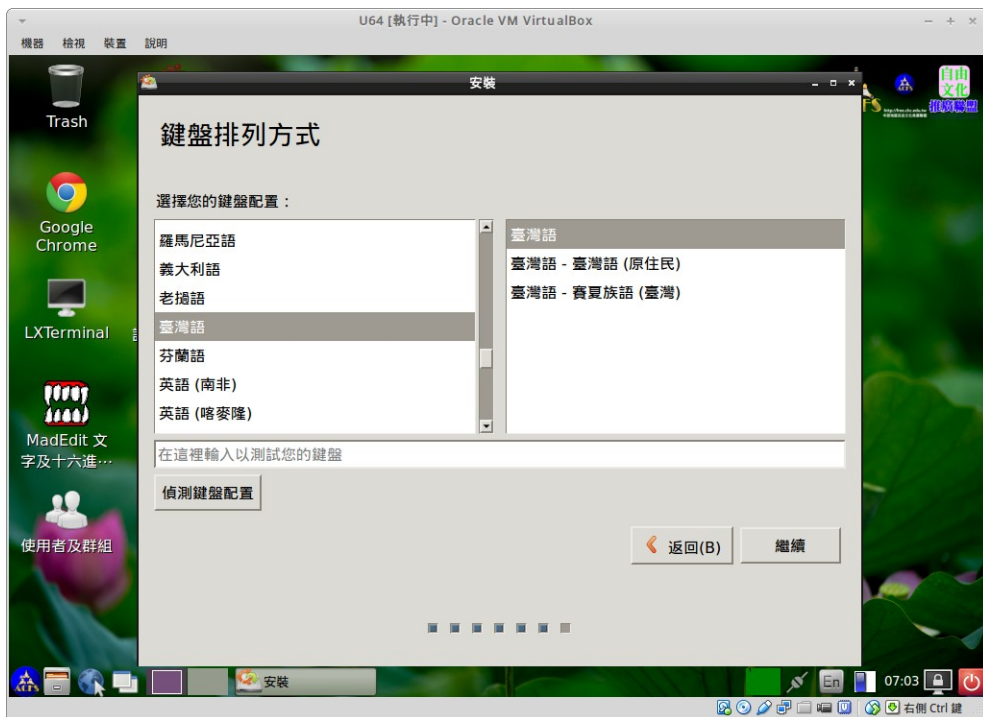 U64 [執行中] - Oracle VM VirtualBox
機器 檢視 裝置 說明
Trash
安裝
自由
文化
推廣聯盟
鍵盤排列方式
選擇您的鍵盤配置：
Google
Chrome
羅馬尼亞語
義大利語
老撾語
臺灣語
芬蘭語
英語 (南非)
英語 (喀麥隆)
臺灣語
臺灣語 - 臺灣語 (原住民)
臺灣語 - 賽夏族語 (臺灣)
LXTerminal
MadEdit 文
字及十六進…
在這裡輸入以測試您的鍵盤
偵測鍵盤配置
使用者及群組
返回(B)
繼續
ACFS
安裝
En
07:03
右側 Ctrl 鍵